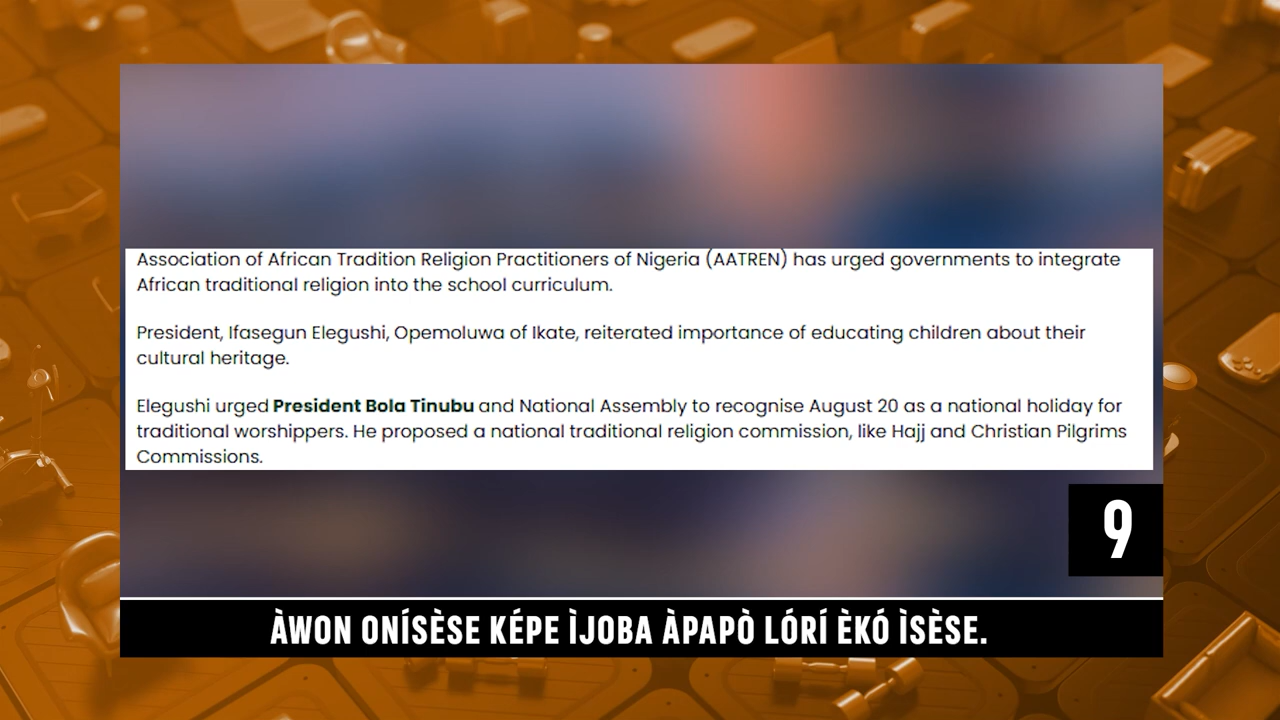 Association of African Tradition Religion Practitioners of Nigeria (AATREN) has urged governments to integrate
African traditional religion into the school curriculum.
President, Ifasegun Elegushi, Opemoluwa of Ikate, reiterated importance of educating children about their
cultural heritage.
Elegushi urged President Bola Tinubu and National Assembly to recognise August 20 as a national holiday for
traditional worshippers. He proposed a national traditional religion commission, like Hajj and Christian Pilgrims
Commissions.
9
ÀWON ONÍSÈSE KÉPE ÌJOBA ÀPAPÒ LÓRÍ ÈKÓ ÌSÈSE.